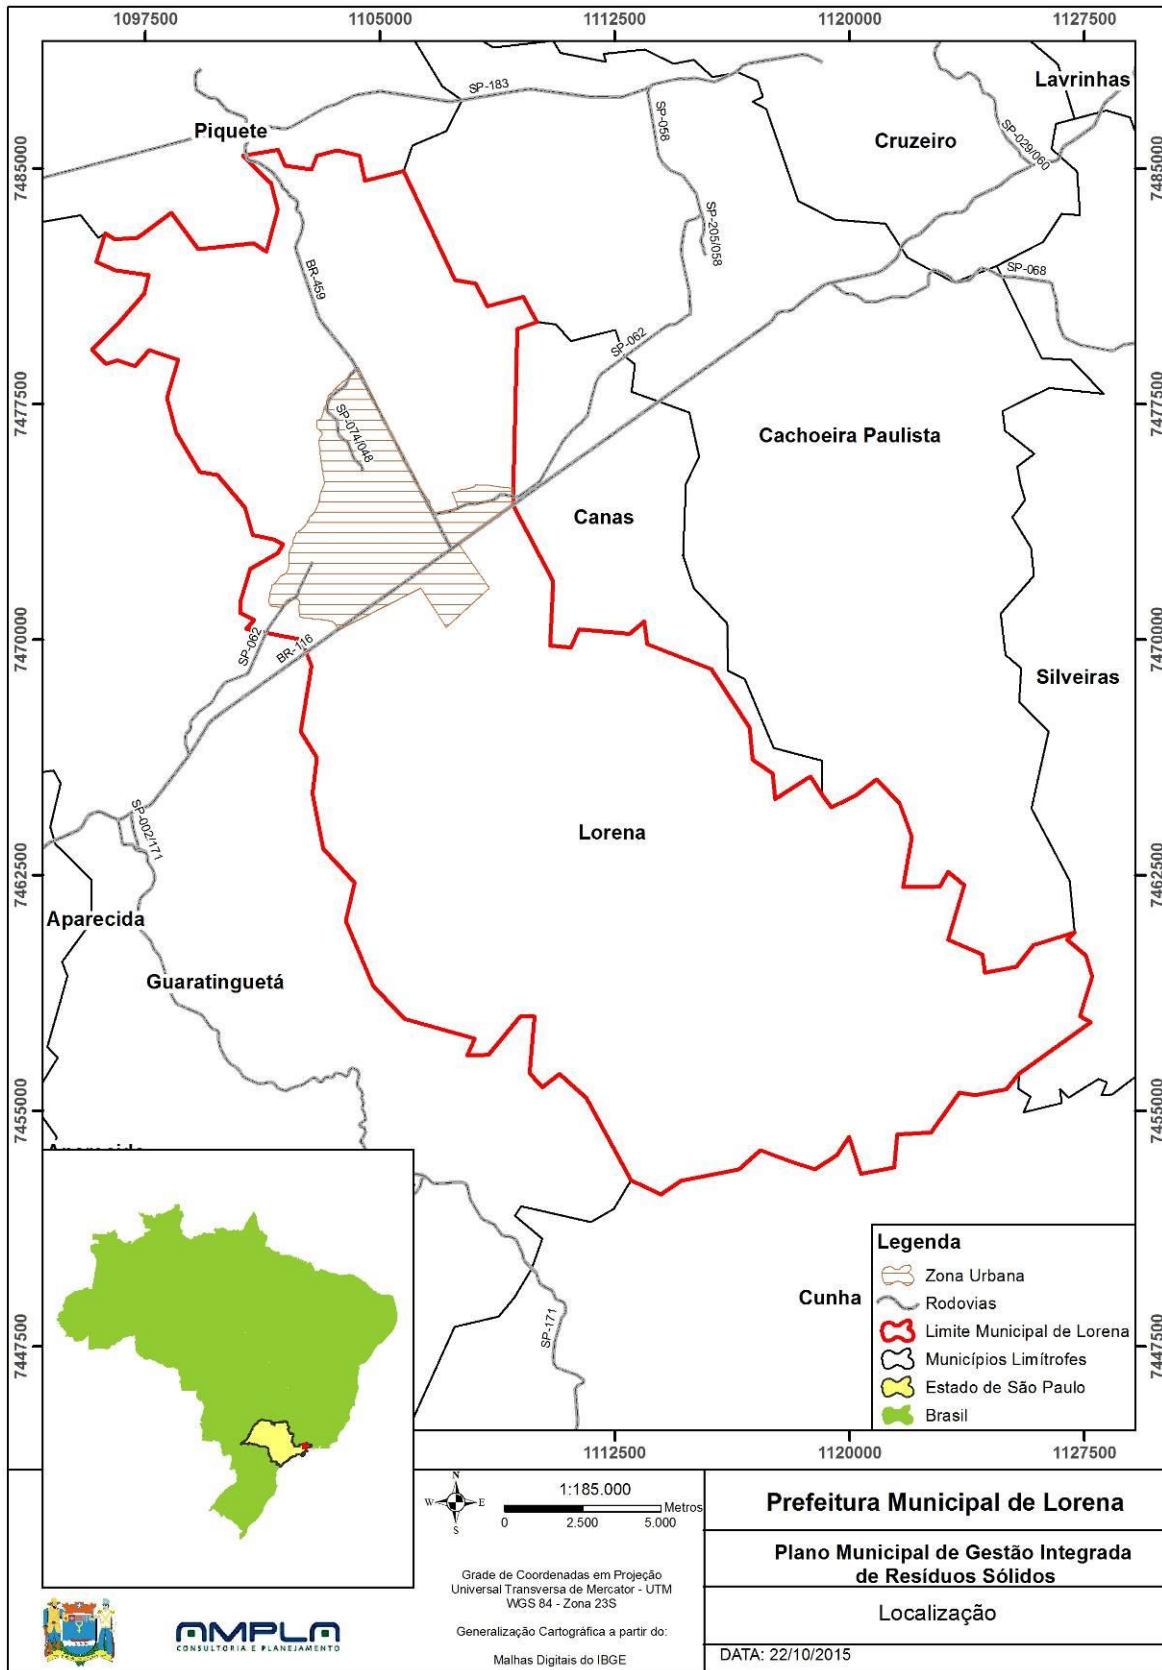 1097500
1105000
1112500
1120000
1127500
Lavrinhas
SP-183
Piquete
SP-058
Cruzeiro
SP-029/060
7485000
7485000
SP-205/058
BR-459
SP-068
SP-062
7477500
7477500
SP-074/048
Cachoeira Paulista
Canas
7470000
7470000
SP-062
BR-116
Silveiras
SP-002/171
Lorena
7462500
7462500
Aparecida
Guaratinguetá
7455000
7455000
Aparecida
Legenda
Zona Urbana
Rodovias
Limite Municipal de Lorena
Municípios Limítrofes
Estado de São Paulo
Brasil
Cunha
SP-171
7447500
7447500
1112500
1120000
1127500
N
W
E
S
1:185.000
Metros
0
2.500
5.000
Prefeitura Municipal de Lorena
Plano Municipal de Gestão Integrada
de Resíduos Sólidos
Localização
DATA: 22/10/2015
Grade de Coordenadas em Projeção
Universal Transversa de Mercator - UTM
WGS 84 - Zona 23S
Generalização Cartográfica a partir do:
Malhas Digitais do IBGE
AMPLA
CONSULTORIA E PLANEJAMENTO